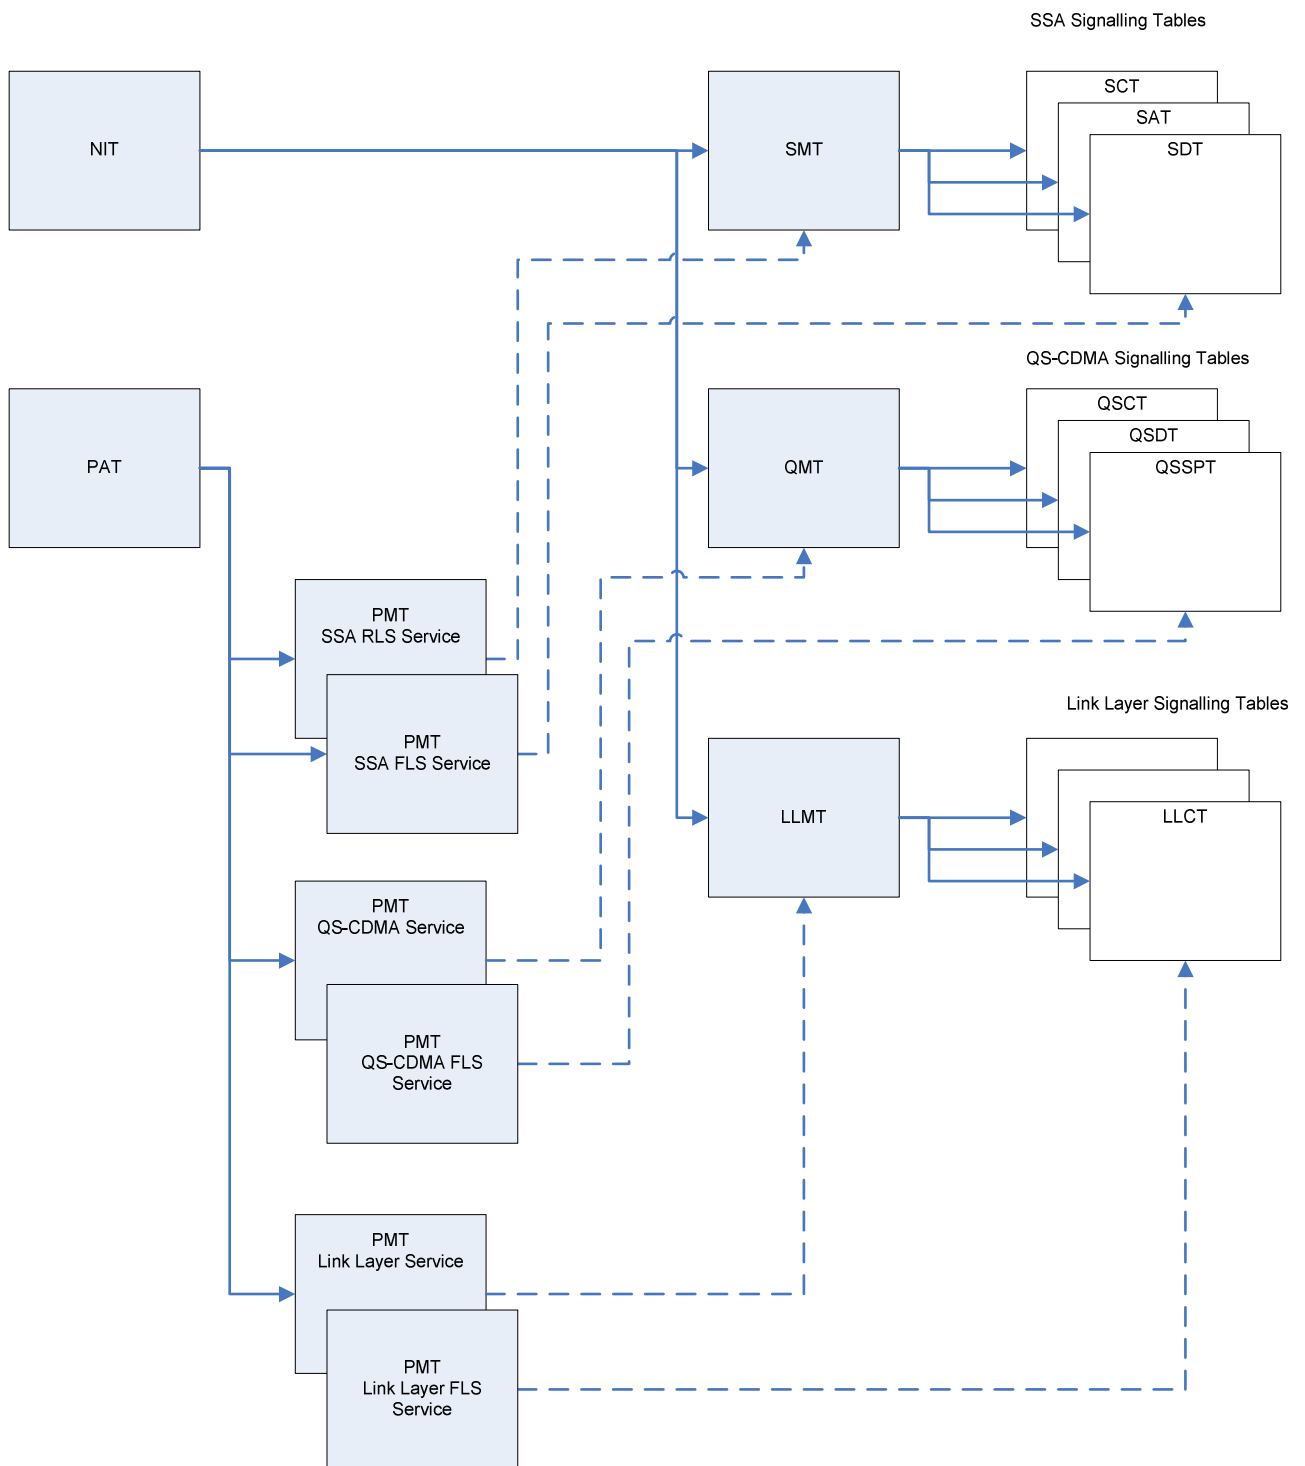 SSA Signalling Tables
NIT
SMT
SCT
SAT
SDT
QS-CDMA Signalling Tables
PAT
QMT
QSCT
QSDT
QSSPT
PMT
SSA RLS Service
PMT
SSA FLS Service
Link Layer Signalling Tables
LLMT
LLCT
PMT
QS-CDMA Service
PMT
QS-CDMA FLS
Service
PMT
Link Layer Service
PMT
Link Layer FLS
Service